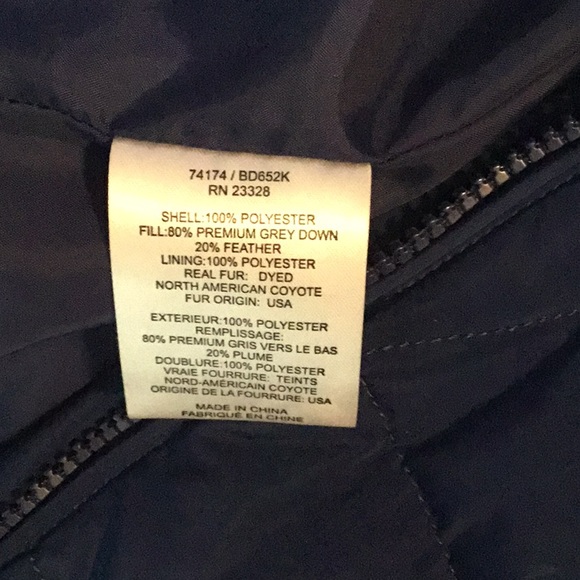 74174 / BD652K
RN 23328
SHELL:100% POLYESTER
FILL:80% PREMIUM GREY DOWN
20% FEATHER
LINING:100% POLYESTER
REAL FUR: DYED
NORTH AMERICAN COYOTE
FUR ORIGIN: USA
EXTERIEUR:100% POLYESTER
REMPLISSAGE:
80% PREMIUM GRIS VERS LE BAS
20% PLUME
DOUBLURE:100% POLYESTER
VRAIE FOURRURE: TEINTS
NORD-AMÉRICAIN COYOTE
ORIGINE DE LA FOURRURE: USA
MADE IN CHINA
FABRIQUÉ EN CHINE